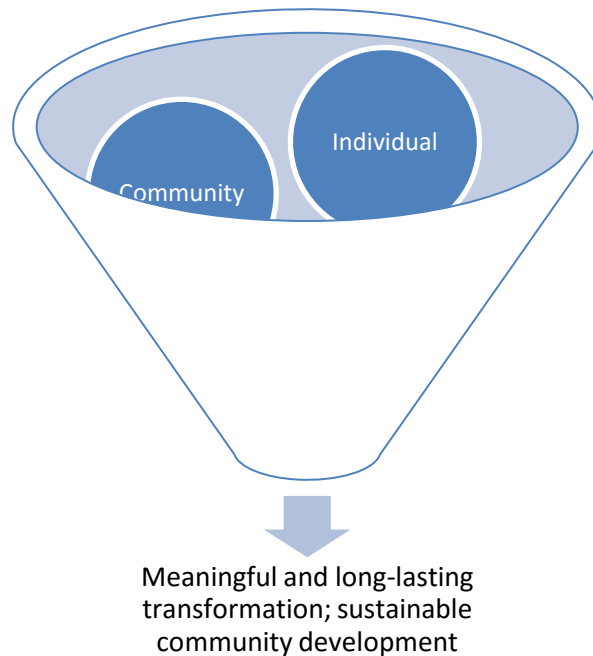 Individual
Community
Meaningful and long-lasting
transformation; sustainable
community development